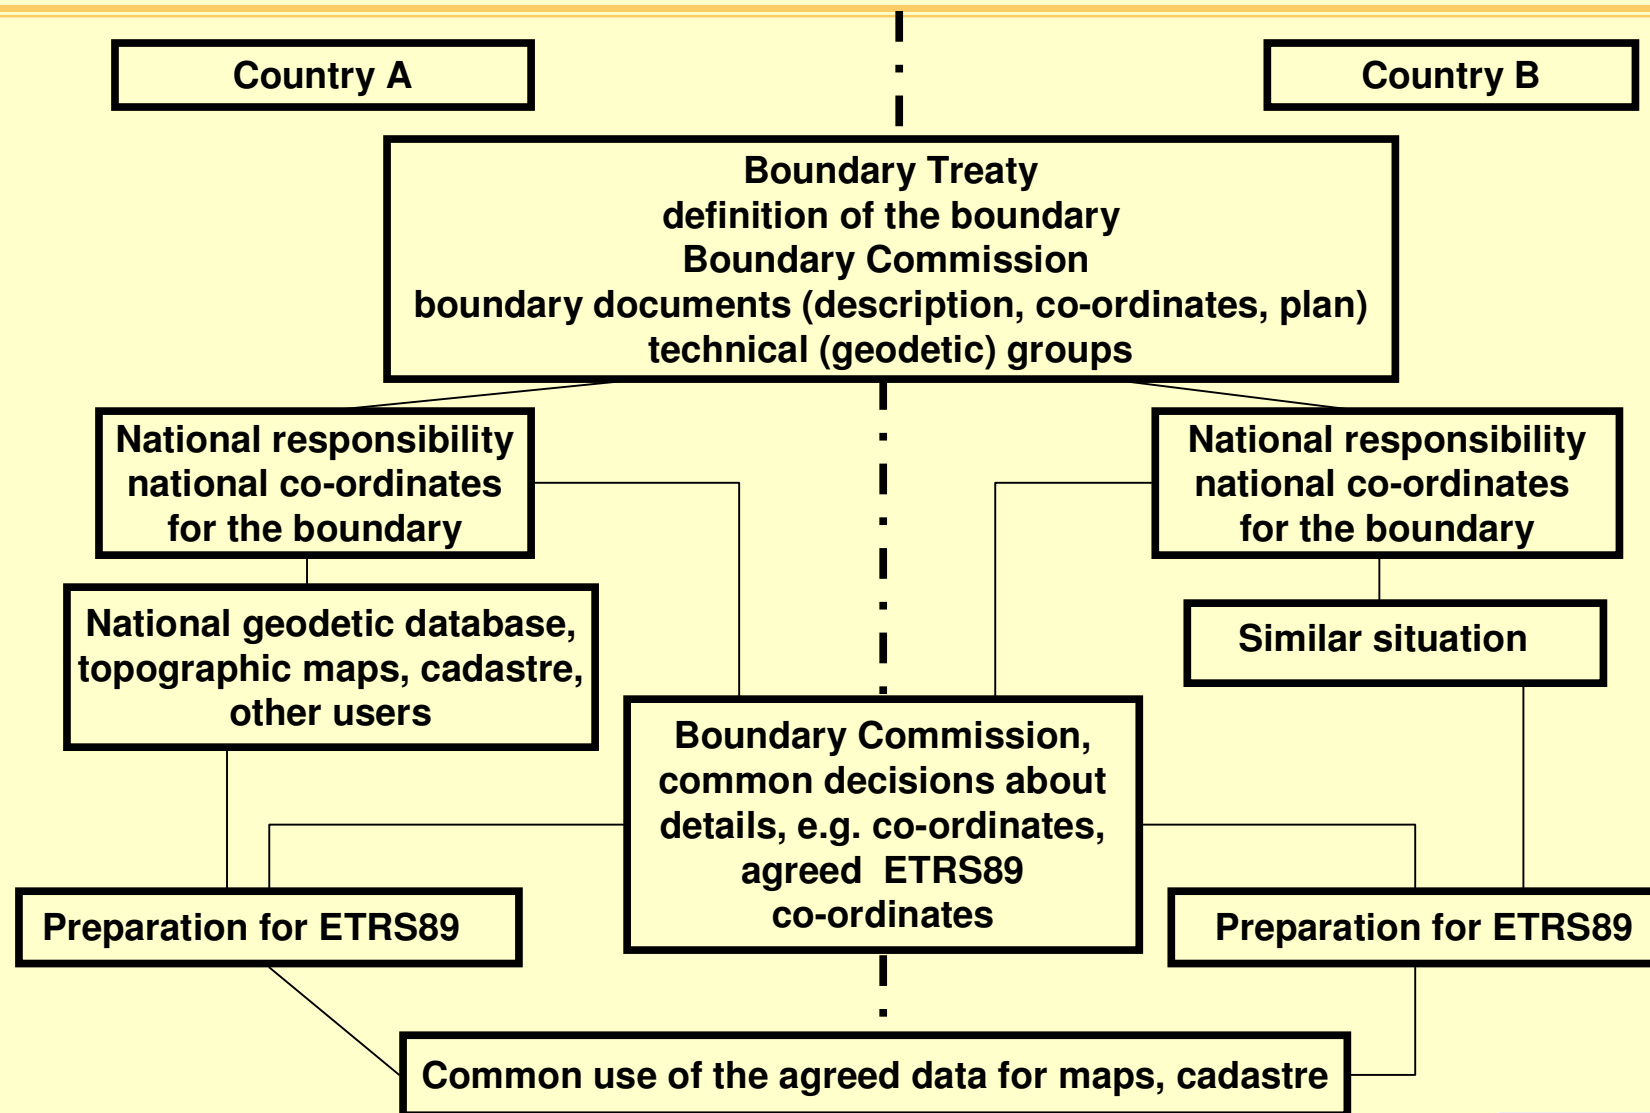 Country A
Country B
Boundary Treaty
definition of the boundary
Boundary Commission
boundary documents (description, co-ordinates, plan)
technical (geodetic) groups
National responsibility
national co-ordinates
for the boundary
National responsibility
national co-ordinates
for the boundary
National geodetic database,
topographic maps, cadastre,
other users
Similar situation
Boundary Commission,
common decisions about
details, e.g. co-ordinates,
agreed ETRS89
co-ordinates
Preparation for ETRS89
Preparation for ETRS89
Common use of the agreed data for maps, cadastre